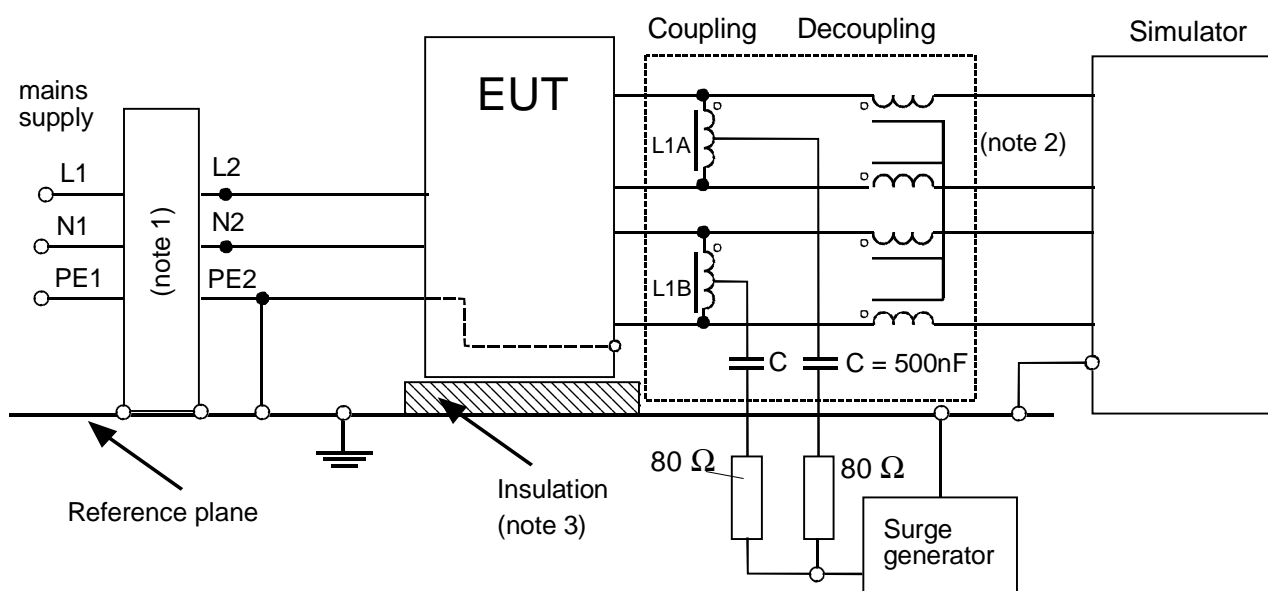 Coupling Decoupling
Simulator
EUT
mains
supply
L1 L2
N1 N2
PE1 PE2
(note 1)
L1A
L1B
(note 2)
C C = 500nF
80 Ω 80 Ω
Insulation
(note 3)
Reference plane
Surge
generator